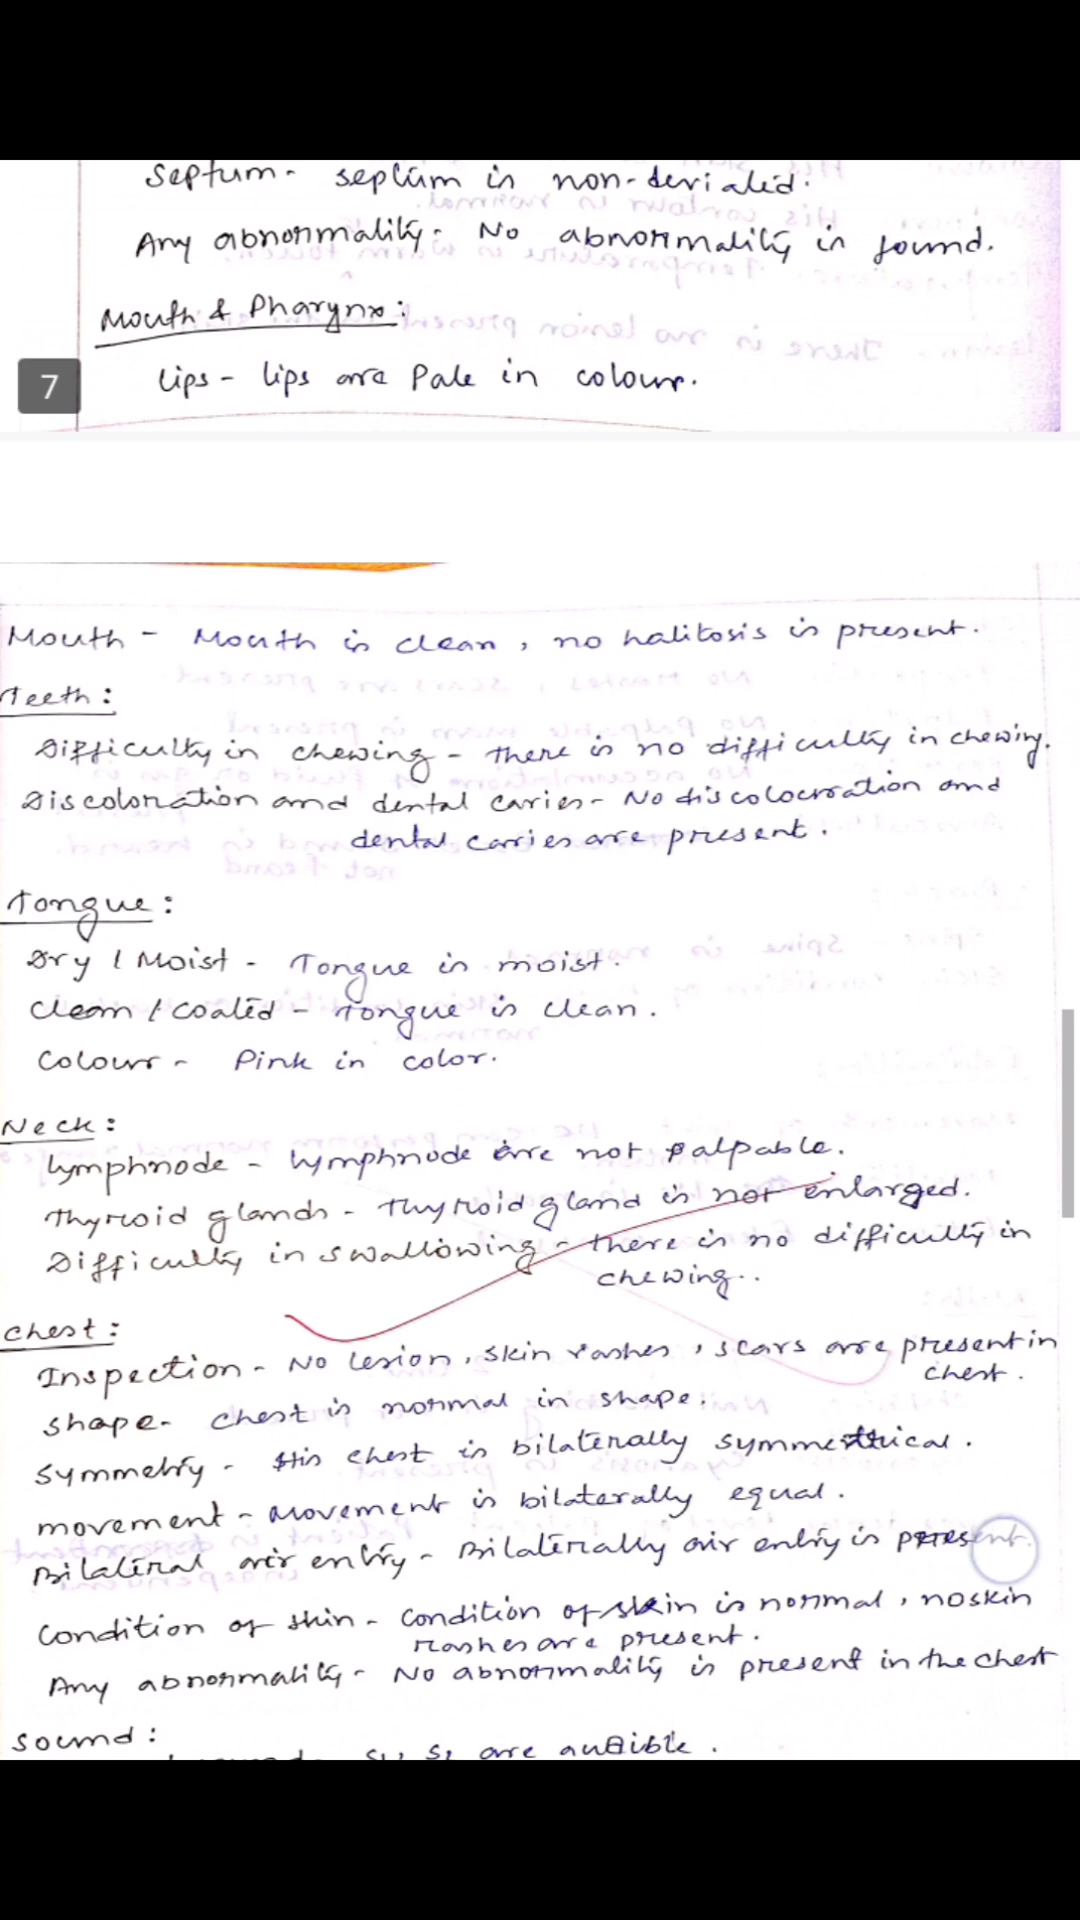 Septum - septum is non-deviated.
Any abnormality - No abnormality is found.
Mouth & Pharynx:
Lips - Lips are Pale in colour.
7
Mouth - Mouth is clean, no halitosis is present.
Teeth:
Difficulty in chewing - there is no difficulty in chewing.
Discoloration and dental caries - No discolouration and
dental caries are present.
Tongue:
Dry / Moist - Tongue is moist.
Clean / Coated - Tongue is clean.
Colour - Pink in color.
Neck:
Lymphnode - Lymphnode are not palpable.
Thyroid glands - Thyroid gland is not enlarged.
Difficulty in swallowing - there is no difficulty in
chewing..
Chest:
Inspection - No lesion, skin rashes, scars are present in
chest.
Shape - Chest is normal in shape.
Symmetry - His chest is bilaterally symmetrical.
movement - Movement is bilaterally equal.
Bilateral air entry - Bilaterally air entry is present.
Condition of skin - Condition of skin is normal, no skin
rashes are present.
Any abnormality - No abnormality is present in the chest
Sound:
S1, S2 are audible.